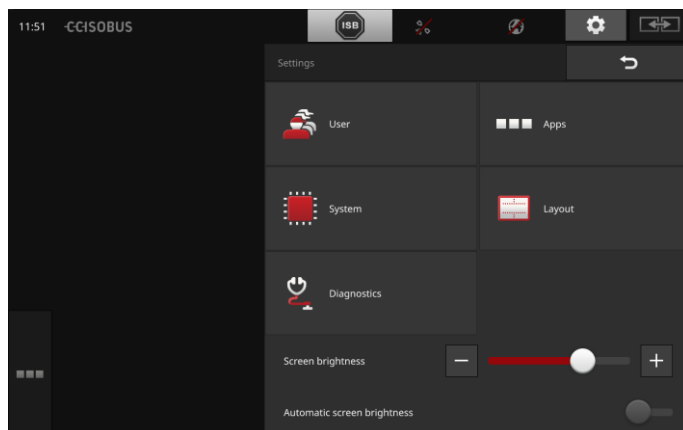 11:51 CCISOBUS
ISB
Settings
User
Apps
System
Layout
Diagnostics
Screen brightness
Automatic screen brightness